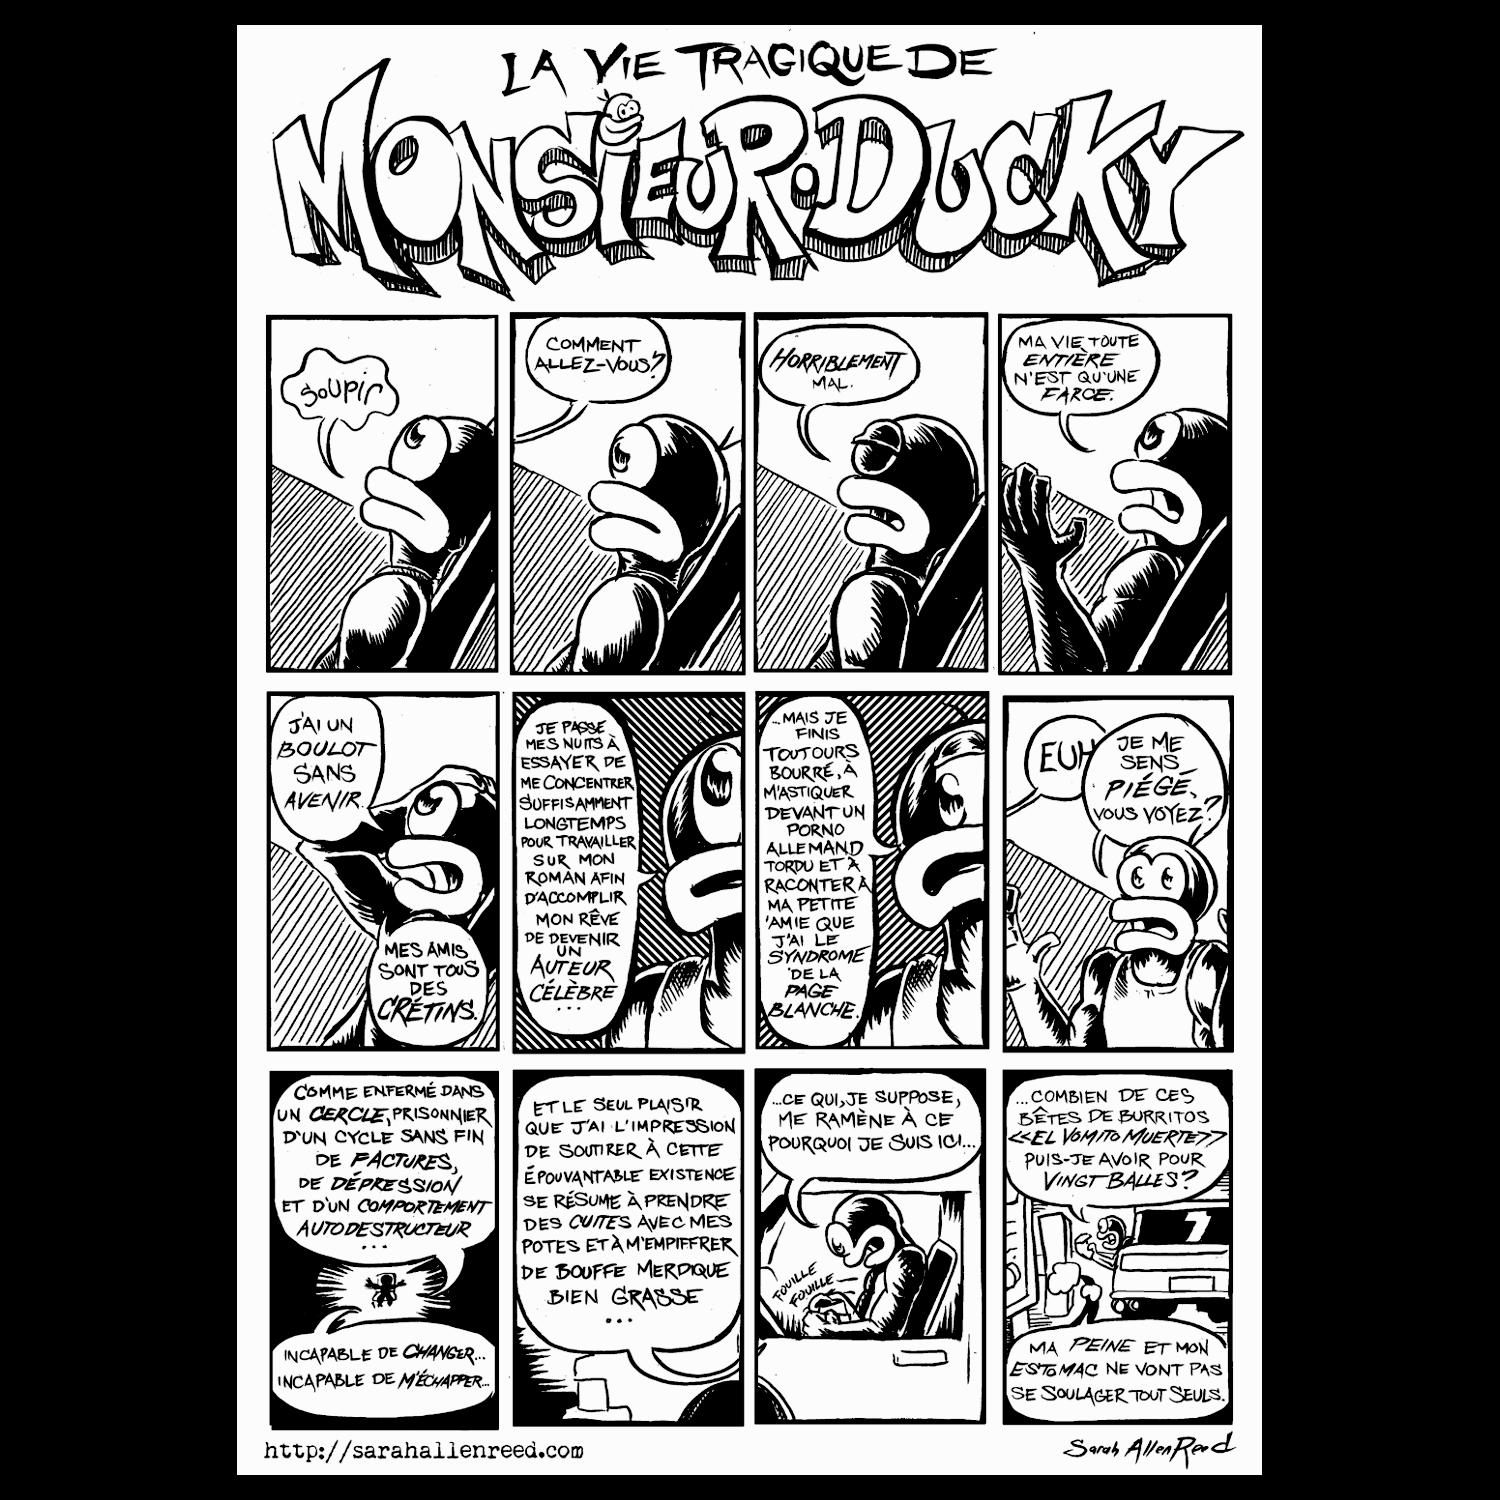 LA VIE TRAGIQUE DE
MONSIEUR DUCKY
SOUPIR
COMMENT
ALLEZ-VOUS?
HORRIBLEMENT
MAL.
MA VIE TOUTE
ENTIÈRE
N'EST QU'UNE
FARCE.
J'AI UN
BOULOT
SANS
AVENIR.
MES AMIS
SONT TOUS
DES
CRÉTINS.
JE PASSE
MES NUITS À
ESSAYER DE
ME CONCENTRER
SUFFISAMMENT
LONGTEMPS
POUR TRAVAILLER
SUR MON
ROMAN AFIN
D'ACCOMPLIR
MON RÊVE
DE DEVENIR
UN
AUTEUR
CÉLÈBRE
...
...MAIS JE
FINIS
TOUTOURS
BOURRÉ, À
M'ASTIQUER
DEVANT UN
PORNO
ALLEMAND
TORDU ET À
RACONTER À
MA PETITE
'AMIE QUE
J'AI LE
SYNDROME
DE LA
PAGE
BLANCHE.
EUH
JE ME
SENS
PIÉGÉ,
VOUS VOYEZ?
COMME ENFERMÉ DANS
UN CERCLE, PRISONNIER
D'UN CYCLE SANS FIN
DE FACTURES,
DE DÉPRESSION
ET D'UN COMPORTEMENT
AUTODESTRUCTEUR
...
INCAPABLE DE CHANGER...
INCAPABLE DE M'ÉCHAPPER...
ET LE SEUL PLAISIR
QUE J'AI L'IMPRESSION
DE SOUTIRER À CETTE
ÉPOUVANTABLE EXISTENCE
SE RÉSUME À PRENDRE
DES CUITES AVEC MES
POTES ET À M'EMPIFFRER
DE BOUFFE MERDIQUE
BIEN GRASSE
...
...CE QUI, JE SUPPOSE,
ME RAMÈNE À CE
POURQUOI JE SUIS ICI...
FOUILLE
FOUILLE
...COMBIEN DE CES
BÊTES DE BURRITOS
<<EL VOMITO MUERTE>>
PUIS-JE AVOIR POUR
VINGT BALLES?
MA PEINE ET MON
ESTOMAC NE VONT PAS
SE SOULAGER TOUT SEULS.
http://sarahallenreed.com
Sarah Allen Reed